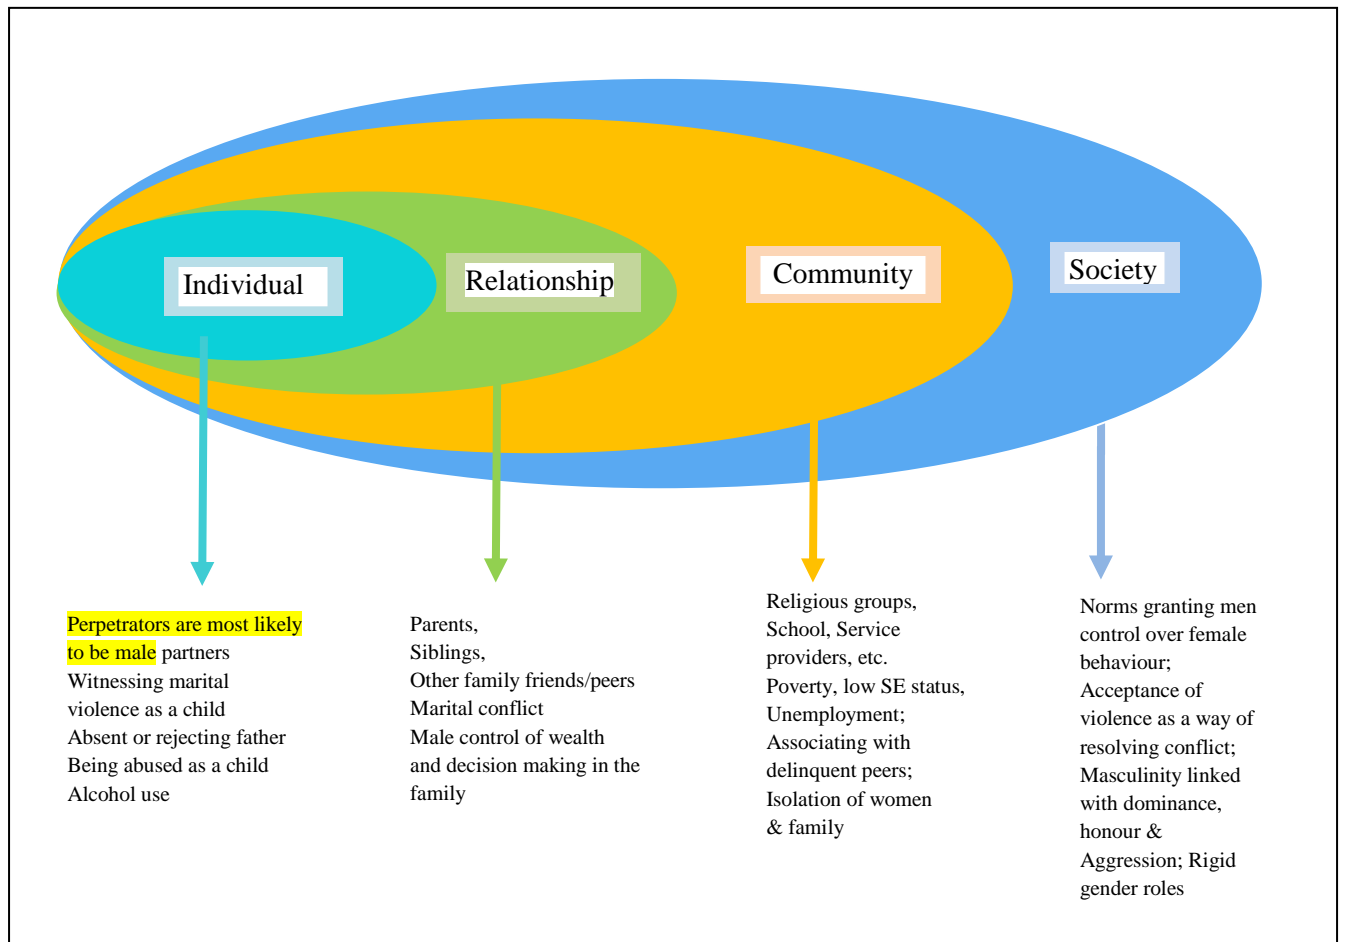 Individual
Relationship
Community
Society
Perpetrators are most likely
to be male partners
Witnessing marital
violence as a child
Absent or rejecting father
Being abused as a child
Alcohol use
Parents,
Siblings,
Other family friends/peers
Marital conflict
Male control of wealth
and decision making in the
family
Religious groups,
School, Service
providers, etc.
Poverty, low SE status,
Unemployment;
Associating with
delinquent peers;
Isolation of women
& family
Norms granting men
control over female
behaviour;
Acceptance of
violence as a way of
resolving conflict;
Masculinity linked
with dominance,
honour &
Aggression; Rigid
gender roles